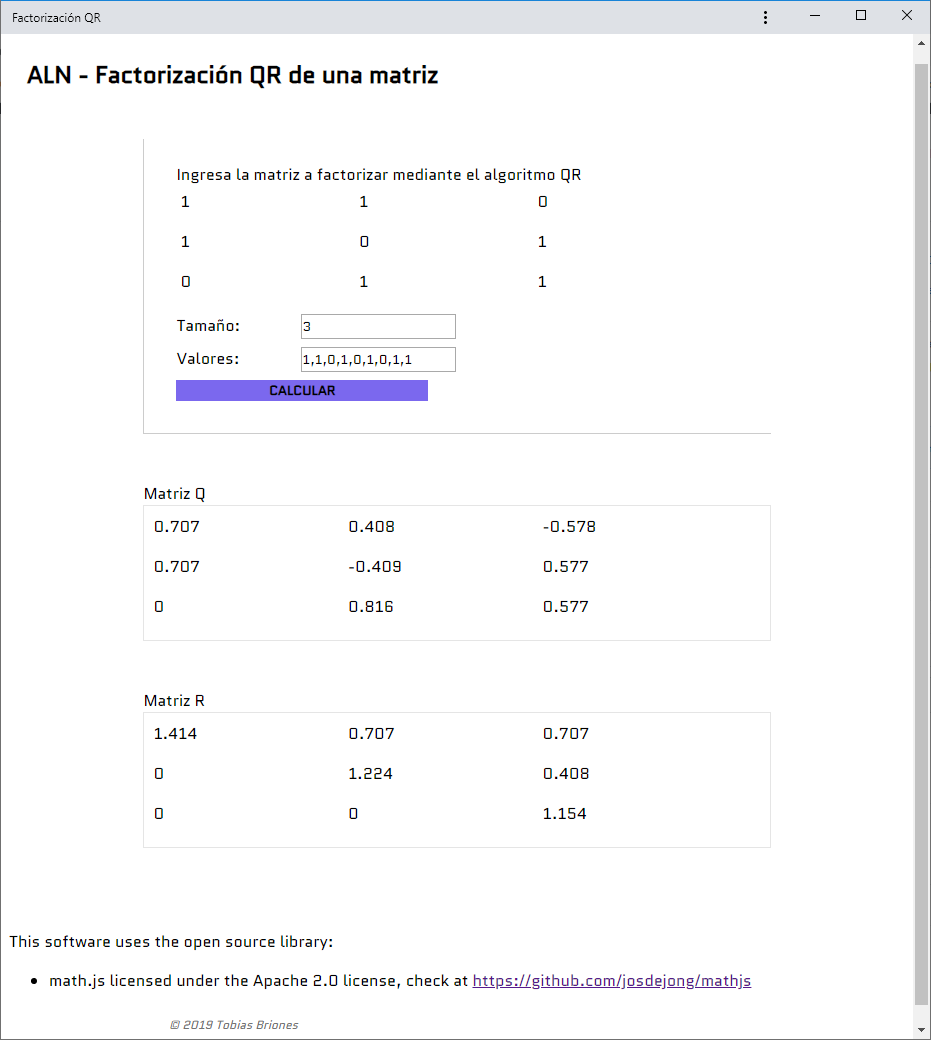 Factorización QR
ALN - Factorización QR de una matriz
Ingresa la matriz a factorizar mediante el algoritmo QR
1 1 0
1 0 1
0 1 1
Tamaño: 3
Valores: 1,1,0,1,0,1,0,1,1
CALCULAR
Matriz Q
0.707 0.408 -0.578
0.707 -0.409 0.577
0 0.816 0.577
Matriz R
1.414 0.707 0.707
0 1.224 0.408
0 0 1.154
This software uses the open source library:
• math.js licensed under the Apache 2.0 license, check at https://github.com/josdejong/mathjs
© 2019 Tobias Briones